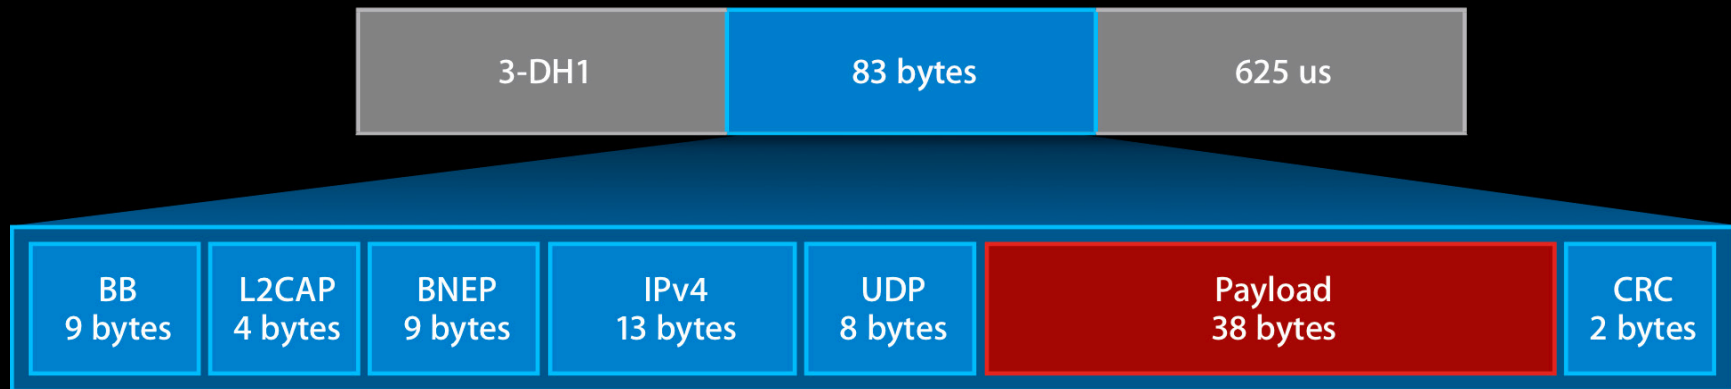 3-DH1
83 bytes
625 us
BB
9 bytes
L2CAP
4 bytes
BNEP
9 bytes
IPv4
13 bytes
UDP
8 bytes
Payload
38 bytes
CRC
2 bytes